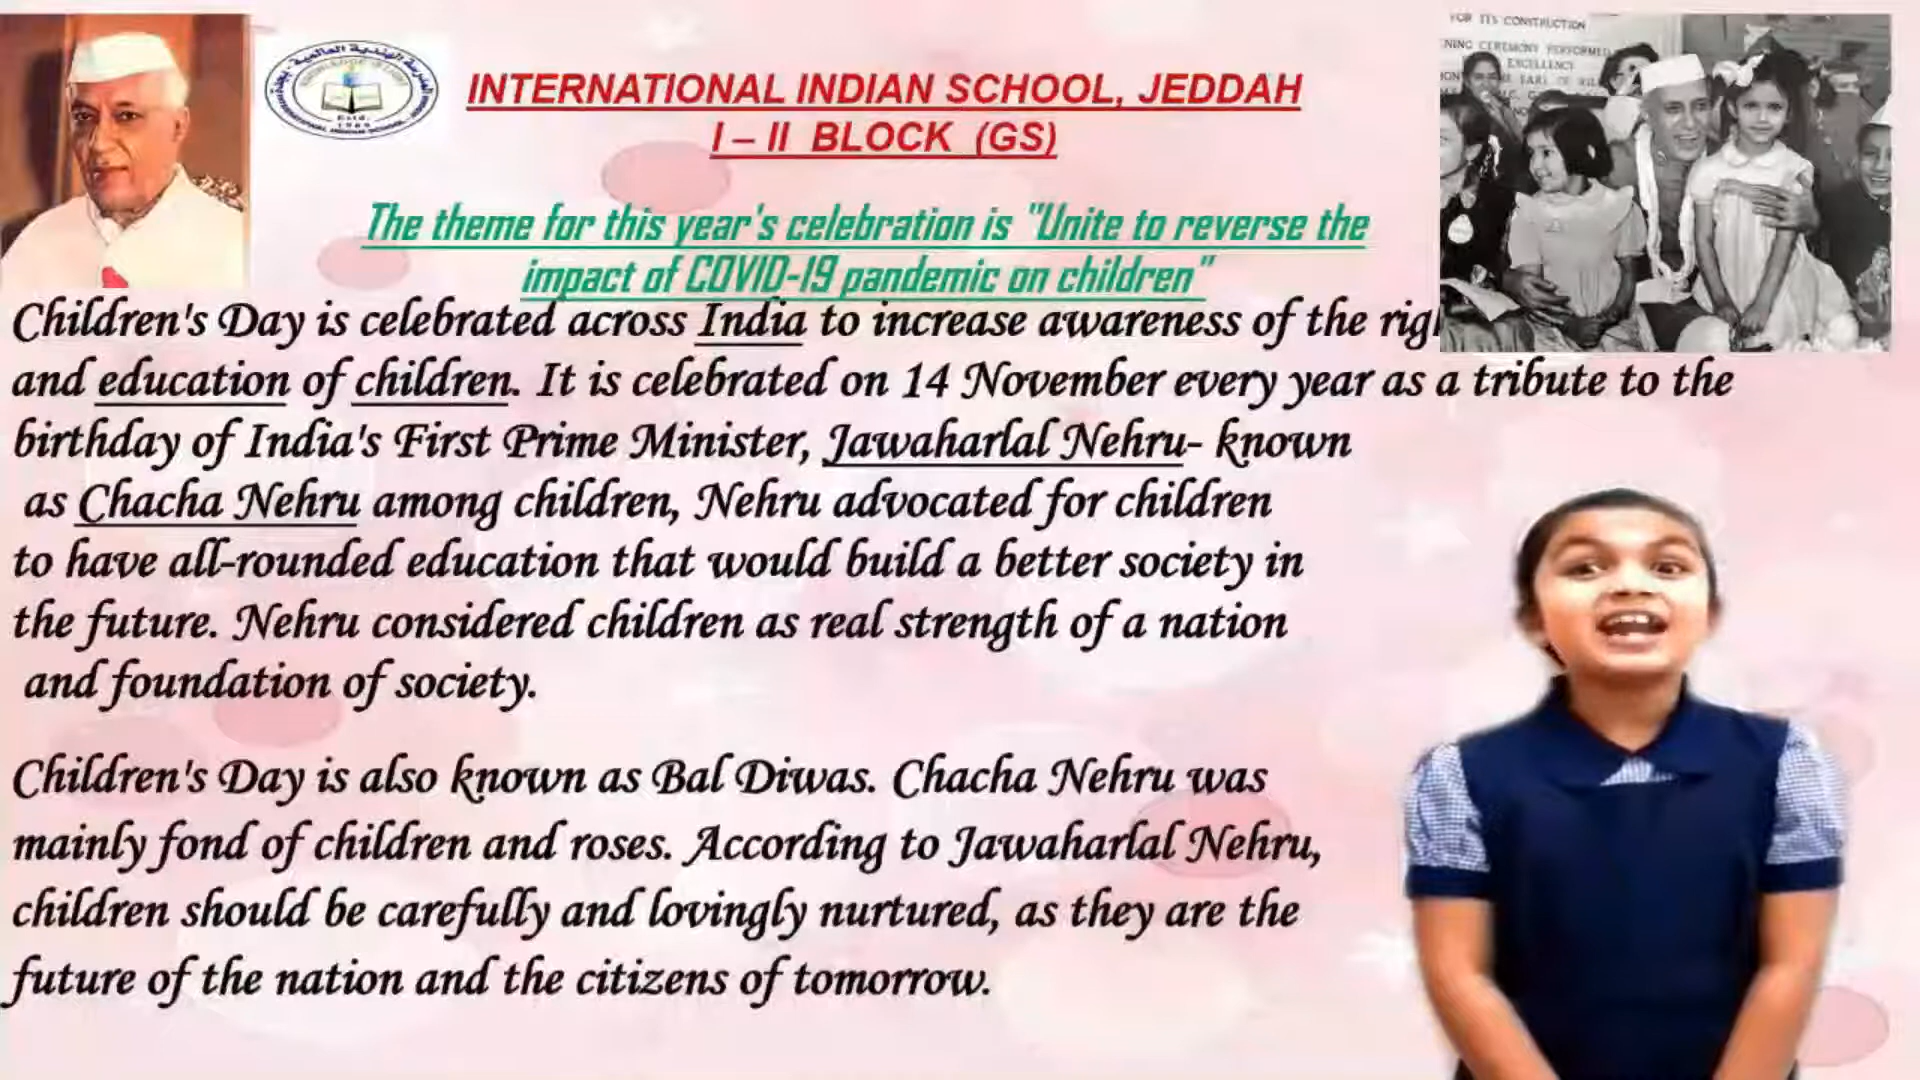 INTERNATIONAL INDIAN SCHOOL, JEDDAH
I – II BLOCK (GS)
The theme for this year's celebration is "Unite to reverse the
impact of COVID-19 pandemic on children"
Children's Day is celebrated across India to increase awareness of the
and education of children. It is celebrated on 14 November every year as a tribute to the
birthday of India's First Prime Minister, Jawaharlal Nehru- known
as Chacha Nehru among children, Nehru advocated for children
to have all-rounded education that would build a better society in
the future. Nehru considered children as real strength of a nation
and foundation of society.
Children's Day is also known as Bal Diwas. Chacha Nehru was
mainly fond of children and roses. According to Jawaharlal Nehru,
children should be carefully and lovingly nurtured, as they are the
future of the nation and the citizens of tomorrow.
FOR ITS CONSTRUCTION
CEREMONY PERFORMED
EXCELLENCY